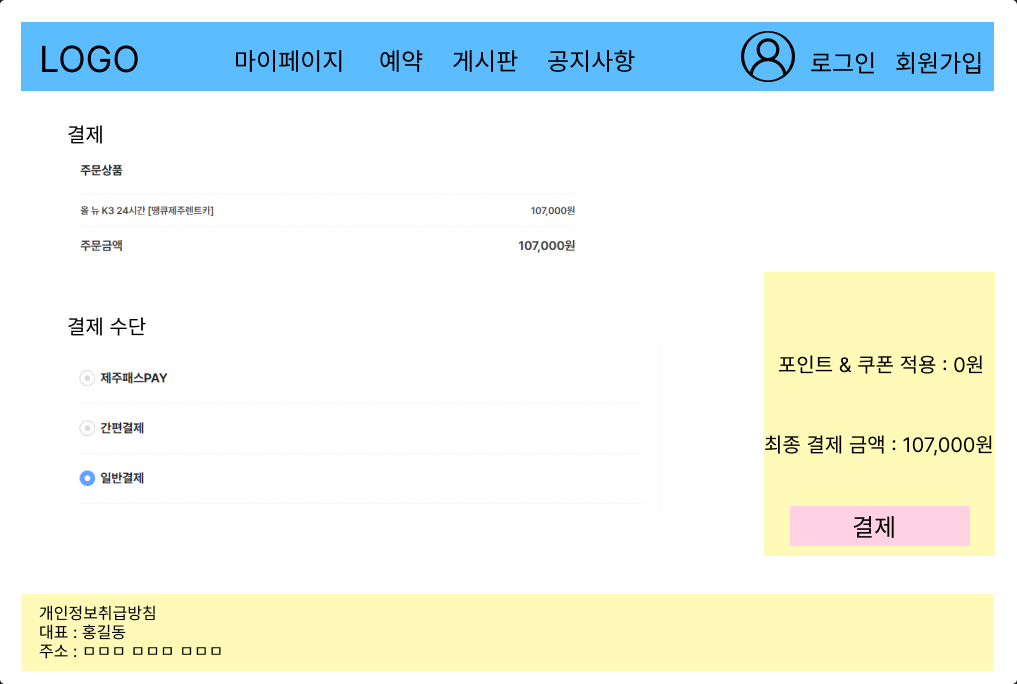 LOGO 마이페이지 예약 게시판 공지사항 로그인 회원가입
결제
주문상품
올 뉴 K3 24시간 [땡큐제주렌트카] 107,000원
주문금액 107,000원
결제 수단
제주패스PAY
간편결제
일반결제
포인트 & 쿠폰 적용 : 0원
최종 결제 금액 : 107,000원
결제
개인정보취급방침
대표 : 홍길동
주소 : ㅁㅁㅁ ㅁㅁㅁ ㅁㅁㅁ